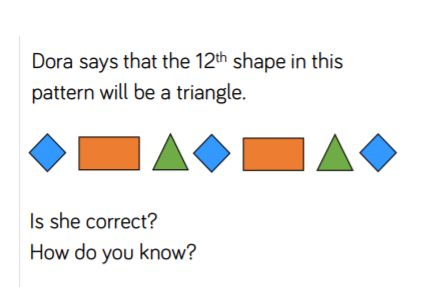 Dora says that the 12th shape in this
pattern will be a triangle.
Is she correct?
How do you know?